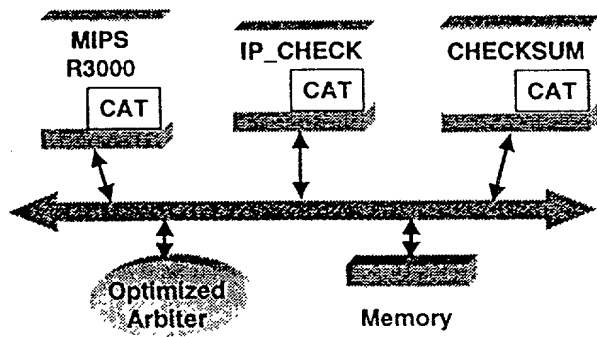 MIPS
R3000
CAT
IP_CHECK
CAT
CHECKSUM
CAT
Optimized
Arbiter
Memory